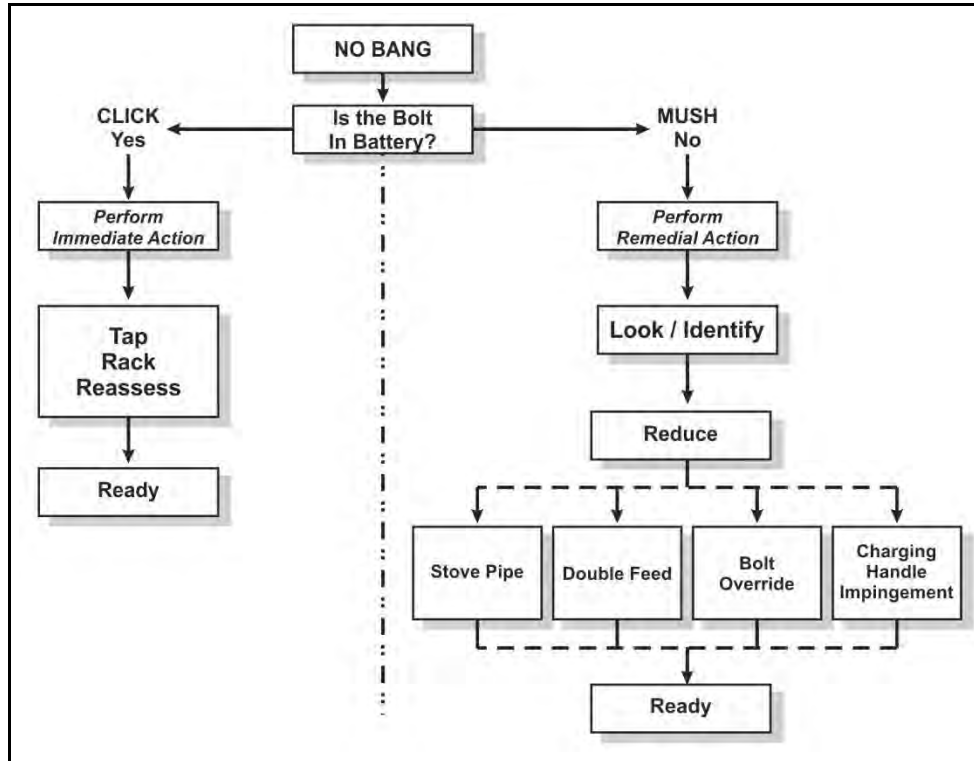 NO BANG
Is the Bolt
In Battery?
CLICK
Yes
Perform
Immediate Action
Tap
Rack
Reassess
Ready
MUSH
No
Perform
Remedial Action
Look / Identify
Reduce
Stove Pipe
Double Feed
Bolt
Override
Charging
Handle
Impingement
Ready